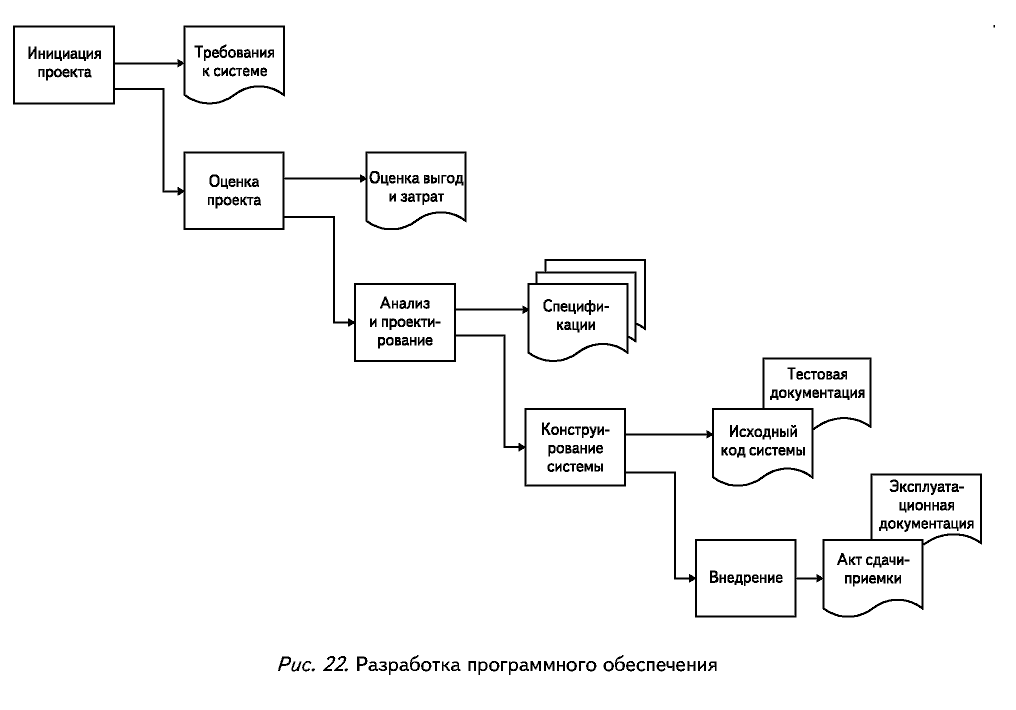 Инициация
проекта
Требования
к системе
Оценка
проекта
Оценка выгод
и затрат
Анализ
и проекти-
рование
Специфи-
кации
Конструи-
рование
системы
Тестовая
документация
Исходный
код системы
Внедрение
Эксплуата-
ционная
документация
Акт сдачи-
приемки
Рис. 22. Разработка программного обеспечения